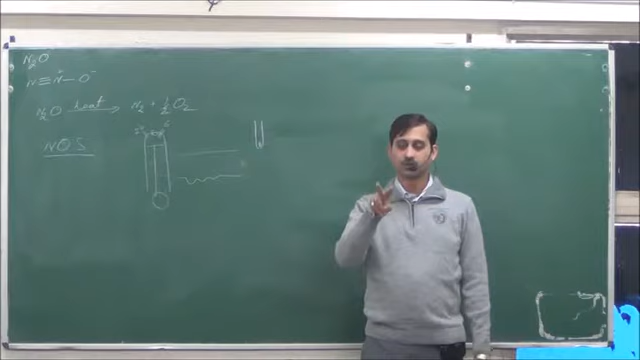 N₂O
N≡N⁺—O⁻
N₂O —heat→ N₂ + ½O₂
NOS